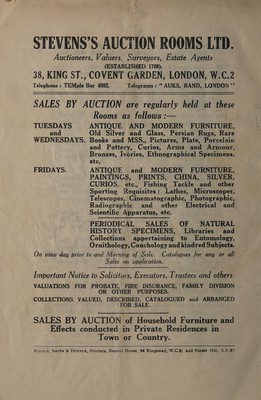 STEVENS'S AUCTION ROOMS LTD.
Auctioneers, Valuers, Surveyors, Estate Agents
(ESTABLISHED 1760).
38, KING ST., COVENT GARDEN, LONDON, W.C.2
Telephone: TEMple Bar Telegrams: "AUKS, RAND, LONDON"
SALES BY AUCTION are regularly held at these
Rooms as follows:—
TUESDAYS ANTIQUE AND MODERN FURNITURE,
and Old Silver and Glass, Persian Rugs, Rare
WEDNESDAYS. Books and MSS., Pictures, Plate, Porcelain
and Pottery, Curios, Arms and Armour,
Bronzes, Ivories, Ethnographical Specimens,
etc.
FRIDAYS: ANTIQUE and MODERN FURNITURE,
PAINTINGS, PRINTS, CHINA, SILVER,
CURIOS, etc., Fishing Tackle and other
Sporting Requisites: Lathes, Microscopes,
Telescopes, Cinematographic, Photographic,
Radiographic and other Electrical and
Scientific Apparatus, etc.
PERIODICAL SALES OF NATURAL
HISTORY SPECIMENS, Libraries and
Collections appertaining to Entomology,
Ornithology, Conchology and kindred Subjects.
On view day prior to and Morning of Sale. Catalogues for any or all
Sales on application.
Important Notice to Solicitors, Executors, Trustees and others
VALUATIONS FOR PROBATE, FIRE INSURANCE, FAMILY DIVISION
OR OTHER PURPOSES.
COLLECTIONS VALUED, DESCRIBED, CATALOGUED and ARRANGED
FOR SALE.
SALES BY AUCTION of Household Furniture and
Effects conducted in Private Residences in
Town or Country.
Printers, Kingsway, W.C.2; and Forest Hill, S.E.23